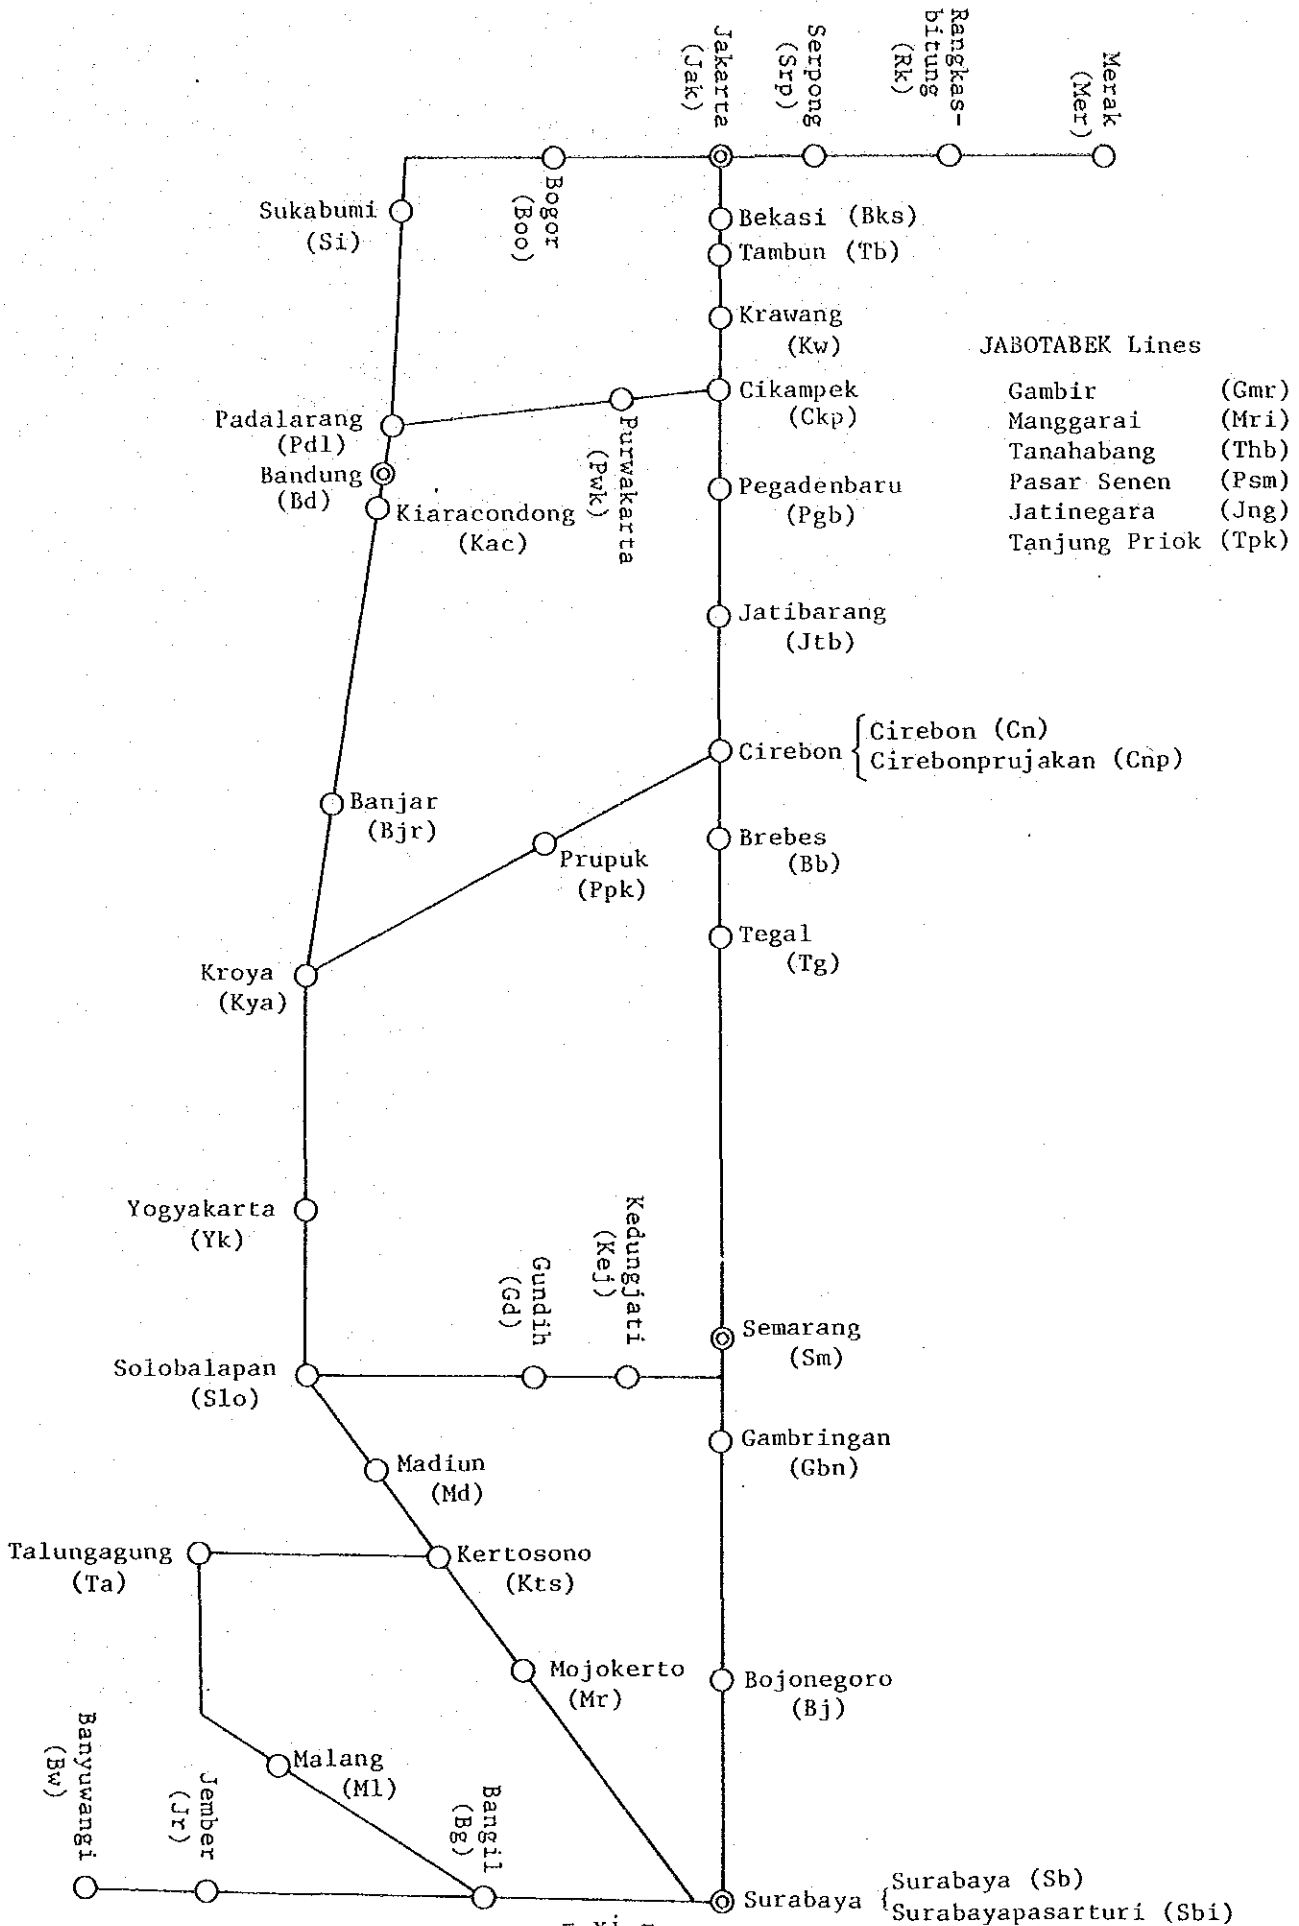 Jakarta
(Jak)
Serpong
(Srp)
Rangkas-
bitung
(Rk)
Merak
(Mer)
Sukabumi
(Si)
Bogor
(Boo)
Bekasi (Bks)
Tambun (Tb)
Krawang
(Kw)
Cikampek
(Ckp)
Padalarang
(Pdl)
Bandung
(Bd)
Kiaracondong
(Kac)
Purwakarta
(Pwk)
Pegadenbaru
(Pgb)
JABOTABEK Lines
Gambir (Gmr)
Manggarai (Mri)
Tanahabang (Thb)
Pasar Senen (Psm)
Jatinegara (Jng)
Tanjung Priok (Tpk)
Jatibarang
(Jtb)
Cirebon
Cirebon (Cn)
Cirebonprujakan (Cnp)
Banjar
(Bjr)
Prupuk
(Ppk)
Brebes
(Bb)
Tegal
(Tg)
Kroya
(Kya)
Yogyakarta
(Yk)
Gundih
(Gd)
Kedungjati
(Kej)
Semarang
(Sm)
Solobalapan
(Slo)
Gambringan
(Gbn)
Madiun
(Md)
Talungagung
(Ta)
Kertosono
(Kts)
Mojokerto
(Mr)
Bojonegoro
(Bj)
Banyuwangi
(Bw)
Jember
(Jr)
Malang
(Ml)
Bangil
(Bg)
Surabaya
Surabaya (Sb)
Surabayapasarturi (Sbi)
- xi -